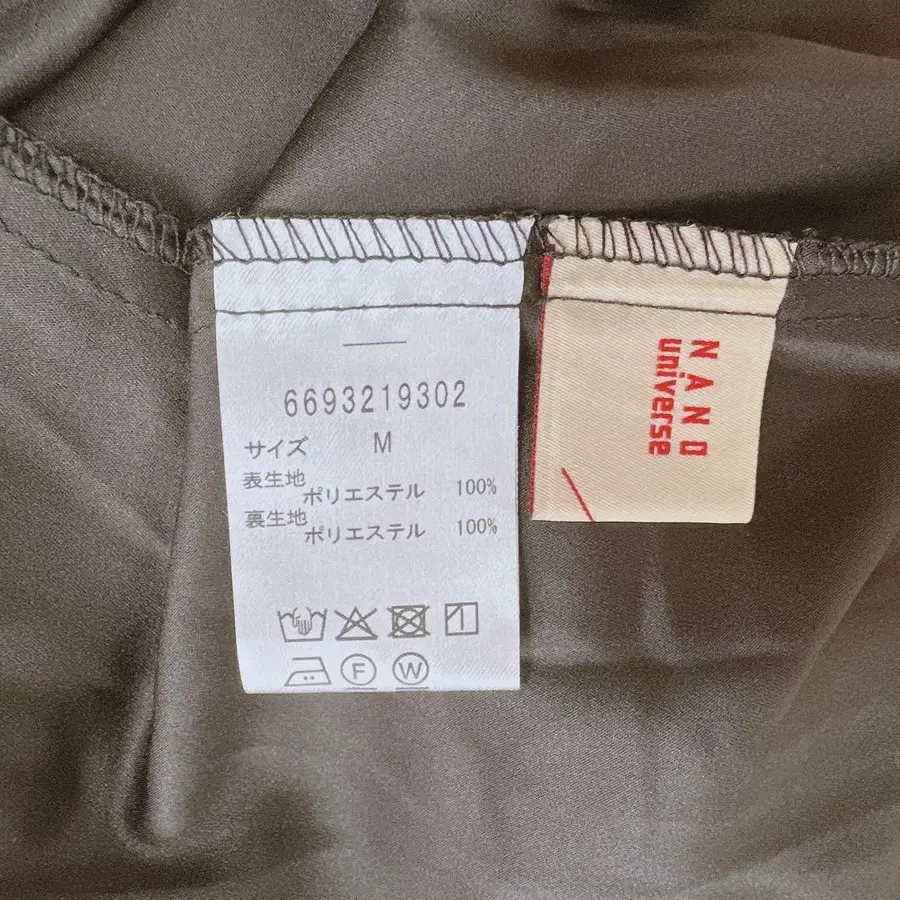 6693219302
サイズ M
表生地
ポリエステル 100%
裏生地
ポリエステル 100%
F W
NANO
universe